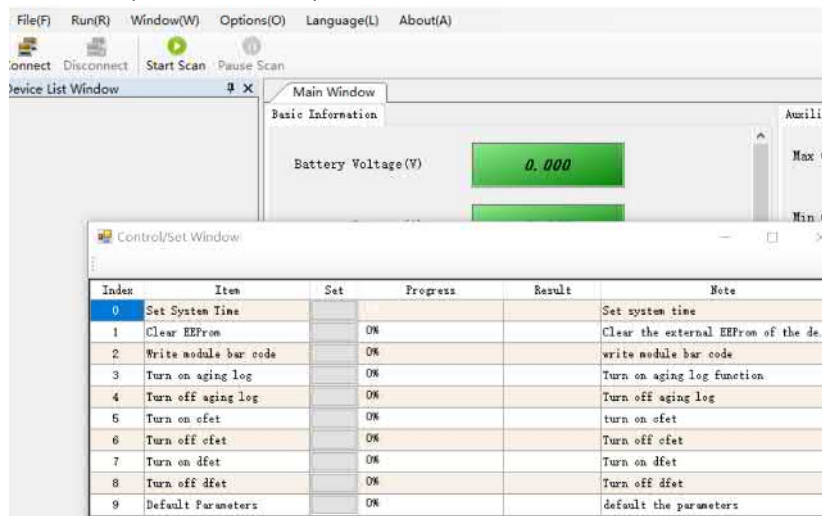 File(F) Run(R) Window(W) Options(O) Language(L) About(A)
onnect Disconnect Start Scan Pause Scan
evice List Window Main Window
Basic Information Auxili
Battery Voltage(V) 0.000 Max
Min
Control/Set Window
Index Item Set Progress Result Note
0 Set System Time Set system time
1 Clear EEProm 0% Clear the external EEProm of the de.
2 Write module bar code 0% write module bar code
3 Turn on aging log 0% Turn on aging log function
4 Turn off aging log 0% Turn off aging log
5 Turn on cfet 0% turn on cfet
6 Turn off cfet 0% Turn off cfet
7 Turn on dfet 0% Turn on dfet
8 Turn off dfet 0% Turn off dfet
9 Default Parameters 0% default the parameters